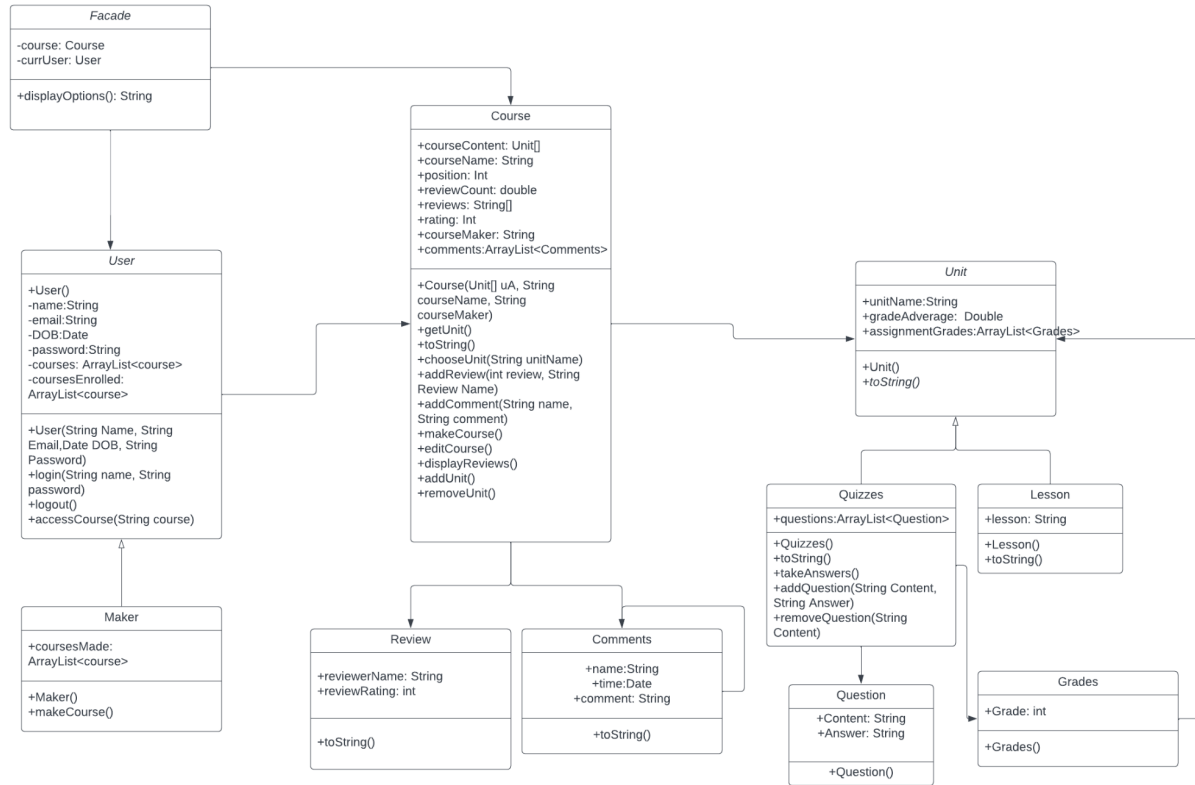 Facade
-course: Course
-currUser: User
+displayOptions(): String
Course
+courseContent: Unit[]
+courseName: String
+position: Int
+reviewCount: double
+reviews: String[]
+rating: Int
+courseMaker: String
+comments:ArrayList<Comments>
+Course(Unit[] uA, String
courseName, String
courseMaker)
+getUnit()
+toString()
+chooseUnit(String unitName)
+addReview(int review, String
Review Name)
+addComment(String name,
String comment)
+makeCourse()
+editCourse()
+displayReviews()
+addUnit()
+removeUnit()
User
+User()
-name:String
-email:String
-DOB:Date
-password:String
-courses: ArrayList<course>
-coursesEnrolled:
ArrayList<course>
+User(String Name, String
Email,Date DOB, String
Password)
+login(String name, String
password)
+logout()
+accessCourse(String course)
Unit
+unitName:String
+gradeAdverage: Double
+assignmentGrades:ArrayList<Grades>
+Unit()
+toString()
Quizzes
+questions:ArrayList<Question>
+Quizzes()
+toString()
+takeAnswers()
+addQuestion(String Content,
String Answer)
+removeQuestion(String
Content)
Lesson
+lesson: String
+Lesson()
+toString()
Maker
+coursesMade:
ArrayList<course>
+Maker()
+makeCourse()
Review
+reviewerName: String
+reviewRating: int
+toString()
Comments
+name:String
+time:Date
+comment: String
+toString()
Question
+Content: String
+Answer: String
+Question()
Grades
+Grade: int
+Grades()